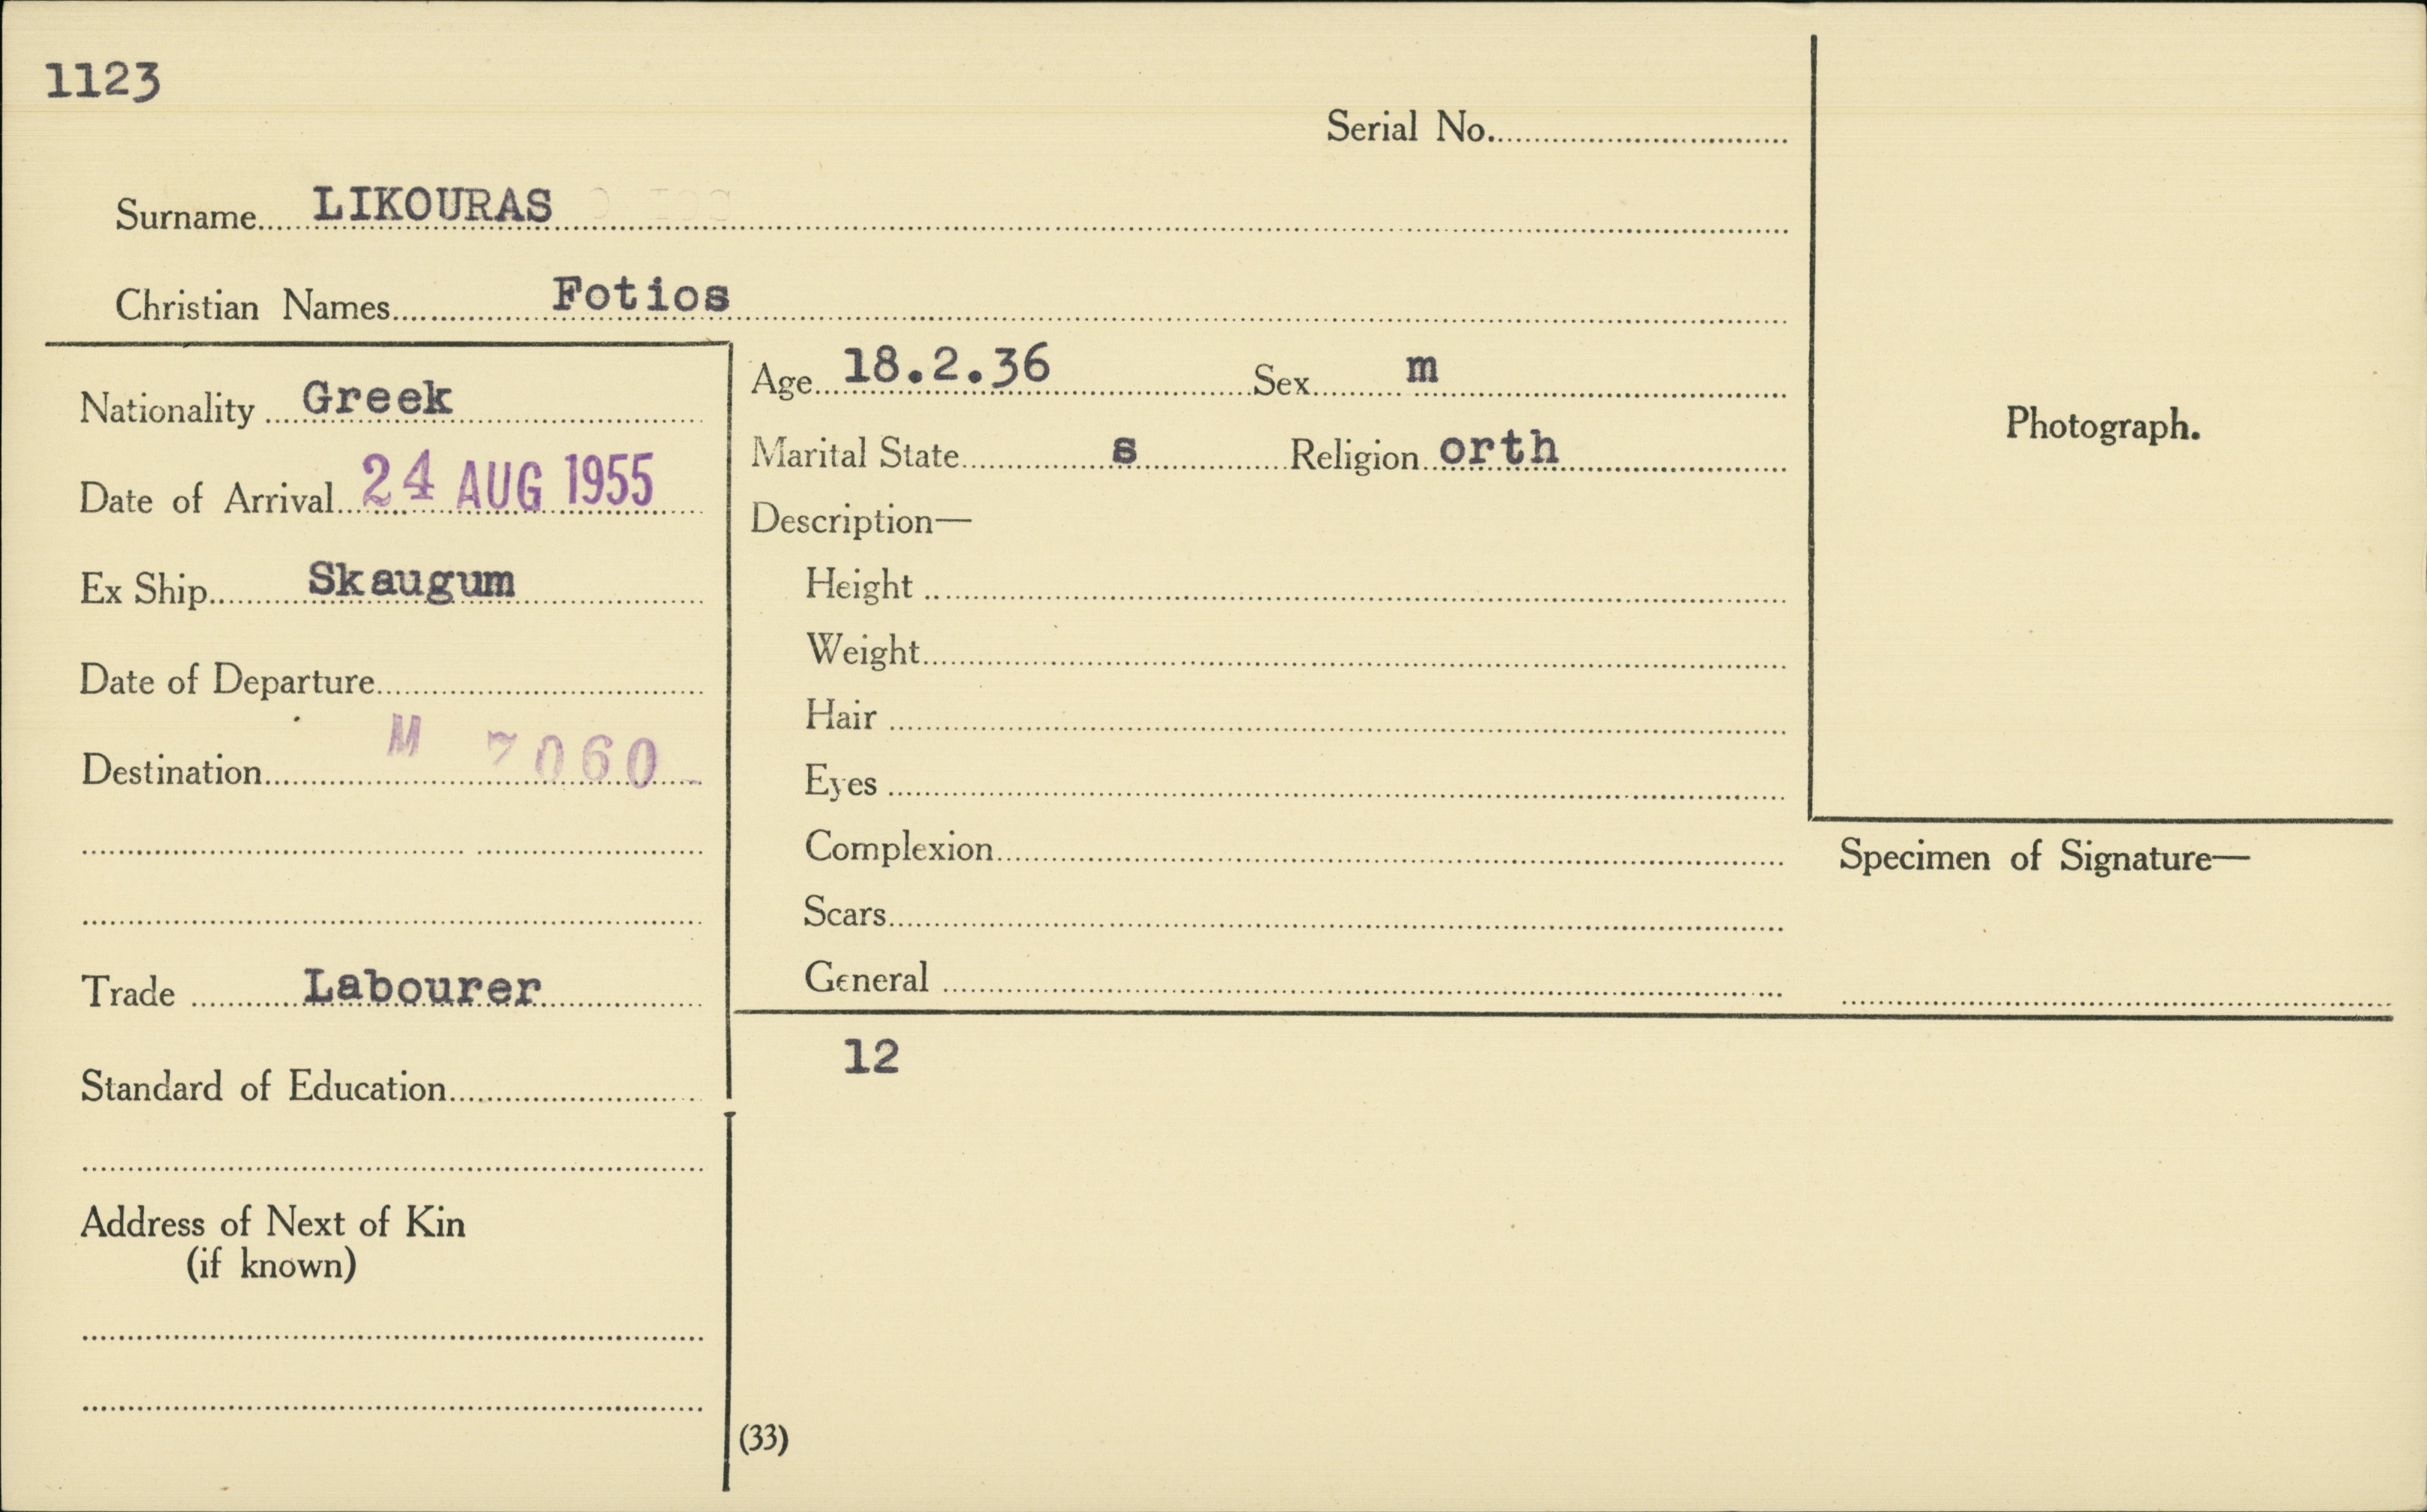 1123
Serial No.
Surname LIKOURAS
Christian Names Fotios
Nationality Greek
Date of Arrival 24 AUG 1955
Ex Ship Skaugum
Date of Departure
M 7060
Destination
Trade Labourer
Standard of Education
Address of Next of Kin
(if known)
Age 18.2.36 Sex m
Marital State s Religion orth
Description—
Height
Weight
Hair
Eyes
Complexion
Scars
General
12
(33)
Photograph.
Specimen of Signature—